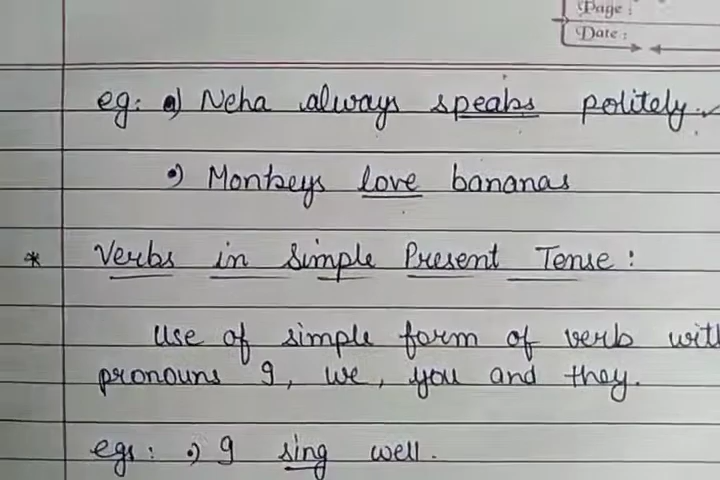 Page :
Date :
eg: •) Neha always speaks politely.
•) Monkeys love bananas
* Verbs in Simple Present Tense :
Use of simple form of verb with
pronouns I, we, you and they.
egs : •) I sing well.